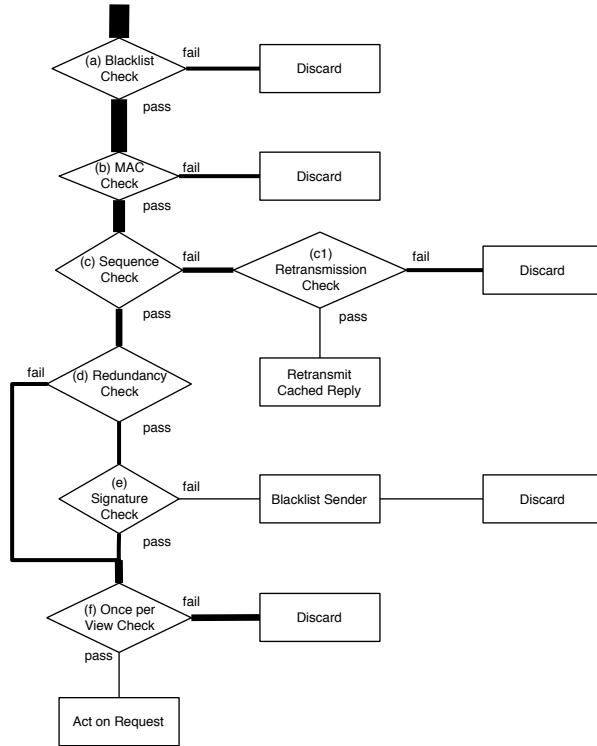 fail
(a) Blacklist
Check
Discard
pass
fail
(b) MAC
Check
Discard
pass
fail
(c) Sequence
Check
(c1)
Retransmission
Check
fail
Discard
pass
pass
Retransmit
Cached Reply
fail
(d) Redundancy
Check
pass
(e)
Signature
Check
fail
Blacklist Sender
Discard
pass
fail
(f) Once per
View Check
Discard
pass
Act on Request